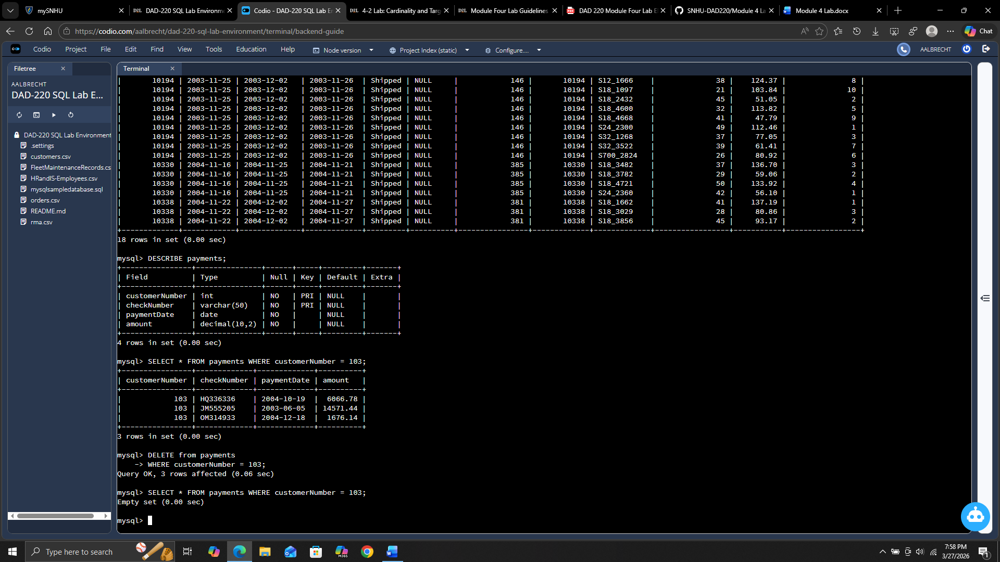 mySNHU
DAD-220 SQL Lab Environm
Codio - DAD-220 SQL Lab E
4-2 Lab: Cardinality and Targ
Module Four Lab Guidelines
DAD 220 Module Four Lab E
SNHU-DAD220/Module 4 La
Module 4 Lab.docx
https://codio.com/aalbrecht/dad-220-sql-lab-environment/terminal/backend-guide
Chat
Codio Project File Edit Find View Tools Education Help Node version Project Index (static) Configure.... AALBRECHT
Filetree
AALBRECHT
DAD-220 SQL Lab E...
DAD-220 SQL Lab Environment
.settings
customers.csv
FleetMaintenanceRecords.cs
HRandIS-Employees.csv
mysqlsampledatabase.sql
orders.csv
README.md
rma.csv
Terminal
| 10194 | 2003-11-25 | 2003-12-02 | 2003-11-26 | Shipped | NULL | 146 | 10194 | S12_1666 | 38 | 124.37 | 8 |
| 10194 | 2003-11-25 | 2003-12-02 | 2003-11-26 | Shipped | NULL | 146 | 10194 | S18_1097 | 21 | 103.84 | 10 |
| 10194 | 2003-11-25 | 2003-12-02 | 2003-11-26 | Shipped | NULL | 146 | 10194 | S18_2432 | 45 | 51.05 | 2 |
| 10194 | 2003-11-25 | 2003-12-02 | 2003-11-26 | Shipped | NULL | 146 | 10194 | S18_4600 | 32 | 113.82 | 5 |
| 10194 | 2003-11-25 | 2003-12-02 | 2003-11-26 | Shipped | NULL | 146 | 10194 | S18_4668 | 41 | 47.79 | 9 |
| 10194 | 2003-11-25 | 2003-12-02 | 2003-11-26 | Shipped | NULL | 146 | 10194 | S24_2300 | 49 | 112.46 | 1 |
| 10194 | 2003-11-25 | 2003-12-02 | 2003-11-26 | Shipped | NULL | 146 | 10194 | S32_1268 | 37 | 77.05 | 3 |
| 10194 | 2003-11-25 | 2003-12-02 | 2003-11-26 | Shipped | NULL | 146 | 10194 | S32_3522 | 39 | 61.41 | 7 |
| 10194 | 2003-11-25 | 2003-12-02 | 2003-11-26 | Shipped | NULL | 146 | 10194 | S700_2824 | 26 | 80.92 | 6 |
| 10330 | 2004-11-16 | 2004-11-25 | 2004-11-21 | Shipped | NULL | 385 | 10330 | S18_3482 | 37 | 136.70 | 3 |
| 10330 | 2004-11-16 | 2004-11-25 | 2004-11-21 | Shipped | NULL | 385 | 10330 | S18_3782 | 29 | 59.06 | 2 |
| 10330 | 2004-11-16 | 2004-11-25 | 2004-11-21 | Shipped | NULL | 385 | 10330 | S18_4721 | 50 | 133.92 | 4 |
| 10330 | 2004-11-16 | 2004-11-25 | 2004-11-21 | Shipped | NULL | 385 | 10330 | S24_2360 | 42 | 56.10 | 1 |
| 10338 | 2004-11-22 | 2004-12-02 | 2004-11-27 | Shipped | NULL | 381 | 10338 | S18_1662 | 41 | 137.19 | 1 |
| 10338 | 2004-11-22 | 2004-12-02 | 2004-11-27 | Shipped | NULL | 381 | 10338 | S18_3029 | 28 | 80.86 | 3 |
| 10338 | 2004-11-22 | 2004-12-02 | 2004-11-27 | Shipped | NULL | 381 | 10338 | S18_3856 | 45 | 93.17 | 2 |
18 rows in set (0.00 sec)
mysql> DESCRIBE payments;
| Field | Type | Null | Key | Default | Extra |
| customerNumber | int | NO | PRI | NULL | |
| checkNumber | varchar(50) | NO | PRI | NULL | |
| paymentDate | date | NO | | NULL | |
| amount | decimal(10,2) | NO | | NULL | |
4 rows in set (0.00 sec)
mysql> SELECT * FROM payments WHERE customerNumber = 103;
| customerNumber | checkNumber | paymentDate | amount |
| 103 | HQ336336 | 2004-10-19 | 6066.78 |
| 103 | JM555205 | 2003-06-05 | 14571.44 |
| 103 | OM314933 | 2004-12-18 | 1676.14 |
3 rows in set (0.00 sec)
mysql> DELETE from payments
-> WHERE customerNumber = 103;
Query OK, 3 rows affected (0.06 sec)
mysql> SELECT * FROM payments WHERE customerNumber = 103;
Empty set (0.00 sec)
mysql>
Type here to search
7:58 PM
3/27/2026